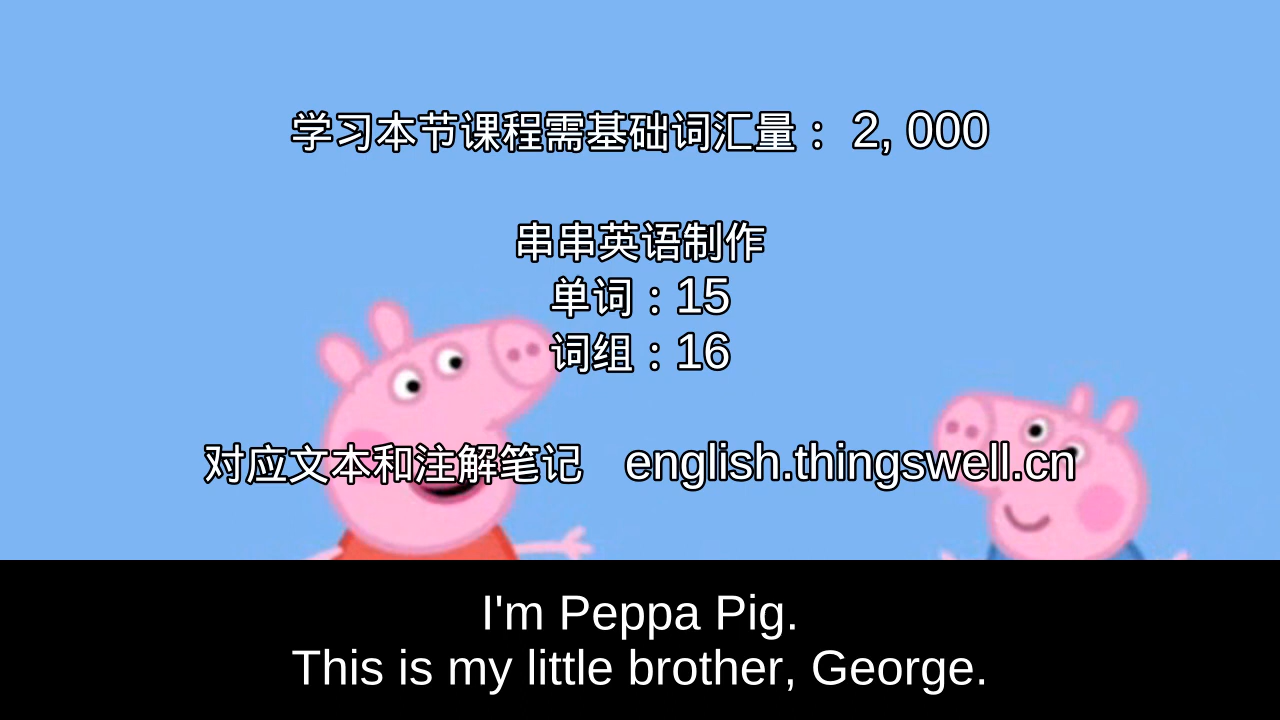 学习本节课程需基础词汇量： 2, 000
串串英语制作
单词：15
词组：16
对应文本和注解笔记 english.thingswell.cn
I'm Peppa Pig.
This is my little brother, George.